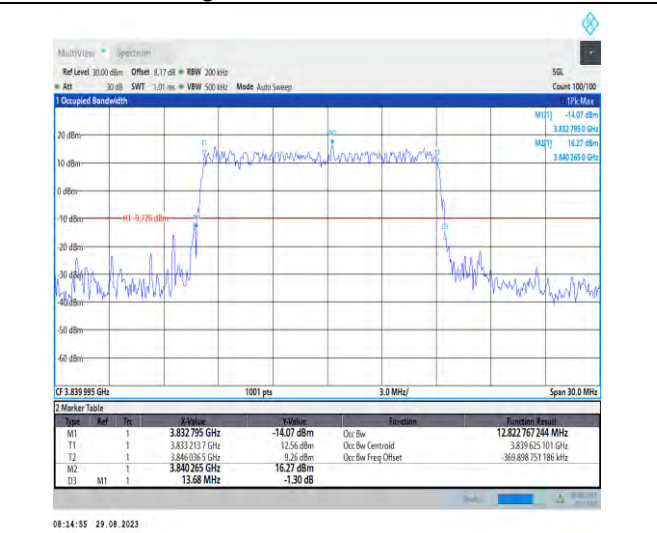 MultiView Spectrum
Ref Level 30.00 dBm Offset 8.17 dB RBW 200 kHz SGL
Att 30 dB SWT 1.01 ms VBW 500 kHz Mode Auto Sweep Count 100/100
1 Occupied Bandwidth 1Pk Max
M1[1] -14.07 dBm
3.832 795 0 GHz
20 dBm M2[1] 16.27 dBm
T1 M2 T2
10 dBm 3.840 265 0 GHz
0 dBm
-10 dBm H1 -9.725 dBm
D3
-20 dBm
-30 dBm
-40 dBm
-50 dBm
-60 dBm
CF 3.839 995 GHz 1001 pts 3.0 MHz/ Span 30.0 MHz
2 Marker Table
Type Ref Trc X-Value Y-Value Function Function Result
M1 1 3.832 795 GHz -14.07 dBm Occ Bw 12.822 767 244 MHz
T1 1 3.833 213 7 GHz 12.56 dBm Occ Bw Centroid 3.839 625 101 GHz
T2 1 3.846 036 5 GHz 9.26 dBm Occ Bw Freq Offset -369.898 751 186 kHz
M2 1 3.840 265 GHz 16.27 dBm
D3 M1 1 13.68 MHz -1.30 dB
08:14:55 29.08.2023